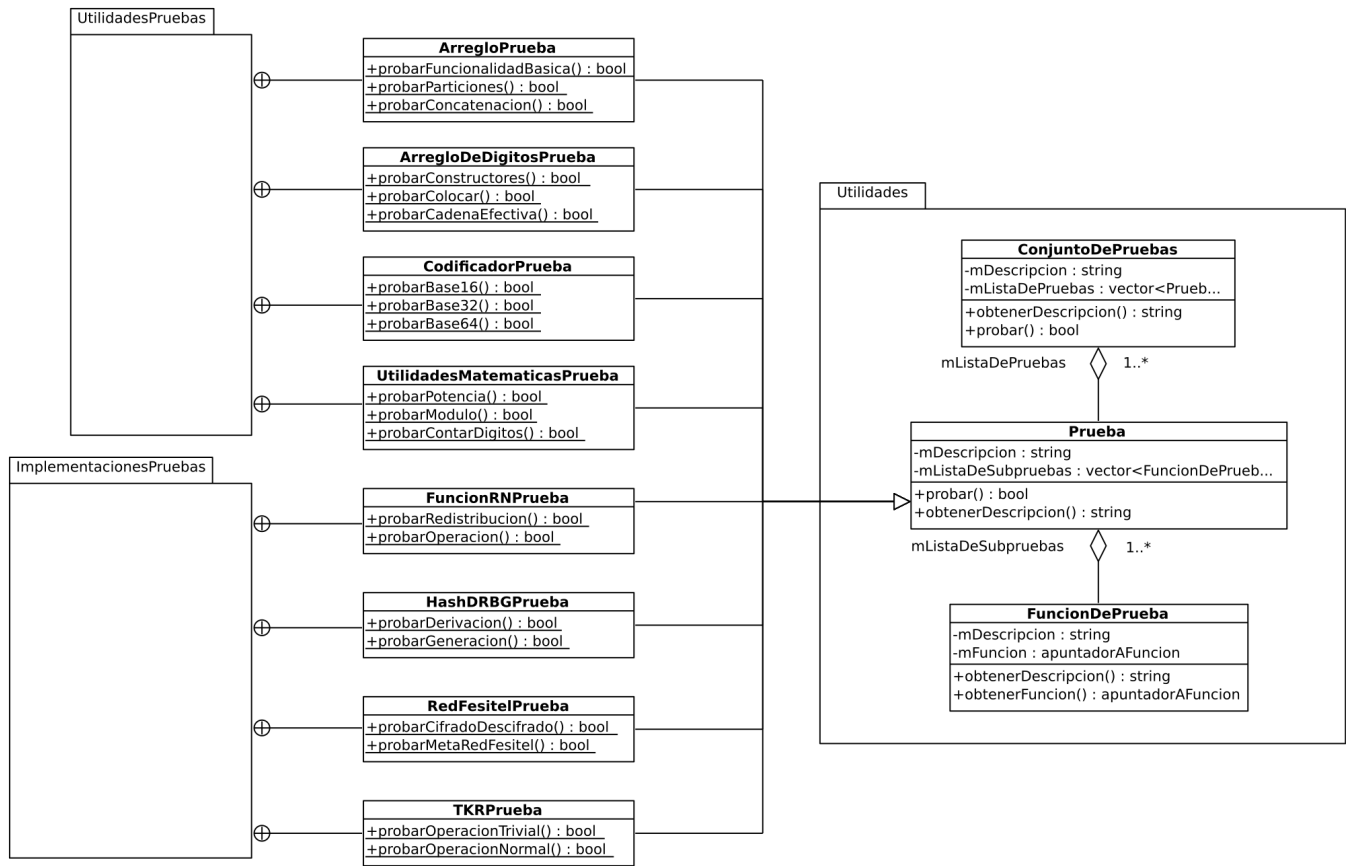 UtilidadesPruebas
ArregloPrueba
+probarFuncionalidadBasica() : bool
+probarParticiones() : bool
+probarConcatenacion() : bool
ArregloDeDigitosPrueba
+probarConstructores() : bool
+probarColocar() : bool
+probarCadenaEfectiva() : bool
CodificadorPrueba
+probarBase16() : bool
+probarBase32() : bool
+probarBase64() : bool
UtilidadesMatematicasPrueba
+probarPotencia() : bool
+probarModulo() : bool
+probarContarDigitos() : bool
ImplementacionesPruebas
FuncionRNPrueba
+probarRedistribucion() : bool
+probarOperacion() : bool
HashDRBGPrueba
+probarDerivacion() : bool
+probarGeneracion() : bool
RedFesitelPrueba
+probarCifradoDescifrado() : bool
+probarMetaRedFesitel() : bool
TKRPrueba
+probarOperacionTrivial() : bool
+probarOperacionNormal() : bool
Utilidades
ConjuntoDePruebas
-mDescripcion : string
-mListaDePruebas : vector<Prueb...
+obtenerDescripcion() : string
+probar() : bool
mListaDePruebas 1..*
Prueba
-mDescripcion : string
-mListaDeSubpruebas : vector<FuncionDePrueb...
+probar() : bool
+obtenerDescripcion() : string
mListaDeSubpruebas 1..*
FuncionDePrueba
-mDescripcion : string
-mFuncion : apuntadorAFuncion
+obtenerDescripcion() : string
+obtenerFuncion() : apuntadorAFuncion